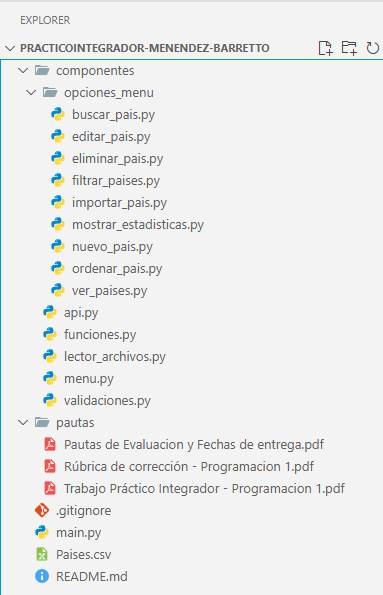 EXPLORER
PRACTICOINTEGRADOR-MENENDEZ-BARRETTO
componentes
opciones_menu
buscar_pais.py
editar_pais.py
eliminar_pais.py
filtrar_paises.py
importar_pais.py
mostrar_estadisticas.py
nuevo_pais.py
ordenar_pais.py
ver_paises.py
api.py
funciones.py
lector_archivos.py
menu.py
validaciones.py
pautas
Pautas de Evaluacion y Fechas de entrega.pdf
Rúbrica de corrección - Programacion 1.pdf
Trabajo Práctico Integrador - Programacion 1.pdf
.gitignore
main.py
Paises.csv
README.md